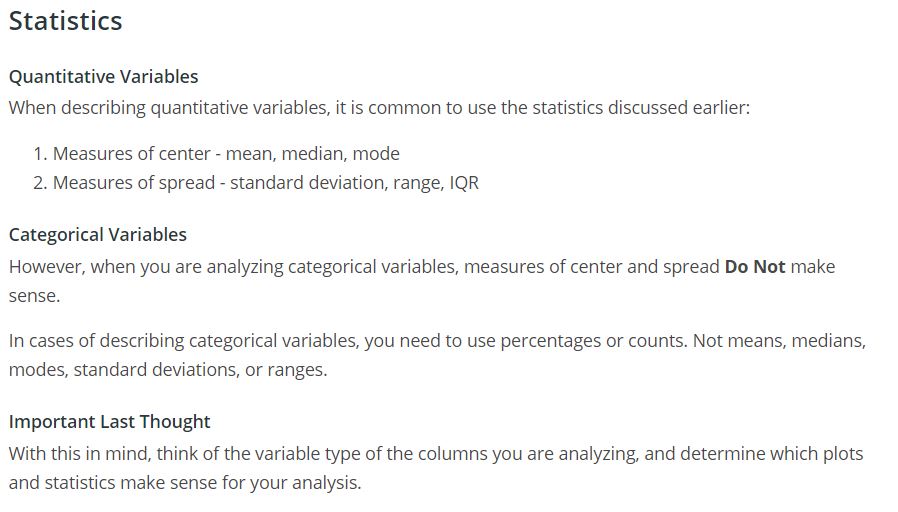 Statistics
Quantitative Variables
When describing quantitative variables, it is common to use the statistics discussed earlier:
1. Measures of center - mean, median, mode
2. Measures of spread - standard deviation, range, IQR
Categorical Variables
However, when you are analyzing categorical variables, measures of center and spread Do Not make
sense.
In cases of describing categorical variables, you need to use percentages or counts. Not means, medians,
modes, standard deviations, or ranges.
Important Last Thought
With this in mind, think of the variable type of the columns you are analyzing, and determine which plots
and statistics make sense for your analysis.